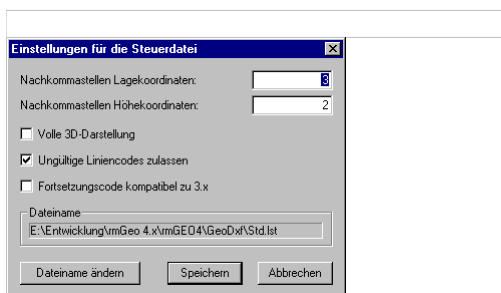 Einstellungen für die Steuerdatei
Nachkommastellen Lagekoordinaten: 3
Nachkommastellen Höhekoordinaten: 2
Volle 3D-Darstellung
Ungültige Liniencodes zulassen
Fortsetzungscode kompatibel zu 3.x
Dateiname
E:\Entwicklung\rmGeo 4.x\rmGEO4\GeoDxf\Std.lst
Dateiname ändern Speichern Abbrechen